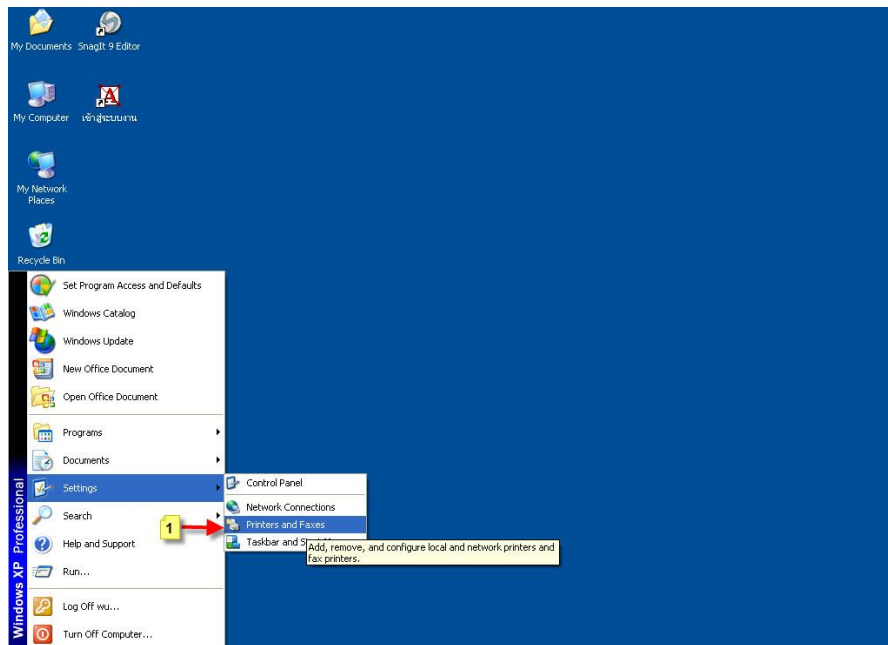 My Documents
SnagIt 9 Editor
My Computer
เข้าสู่ระบบงาน
My Network
Places
Recycle Bin
Set Program Access and Defaults
Windows Catalog
Windows Update
New Office Document
Open Office Document
Programs
Documents
Settings
Search
Help and Support
Run...
Log Off wu...
Turn Off Computer...
Windows XP Professional
Control Panel
Network Connections
1
Printers and Faxes
Taskbar and
Add, remove, and configure local and network printers and
fax printers.